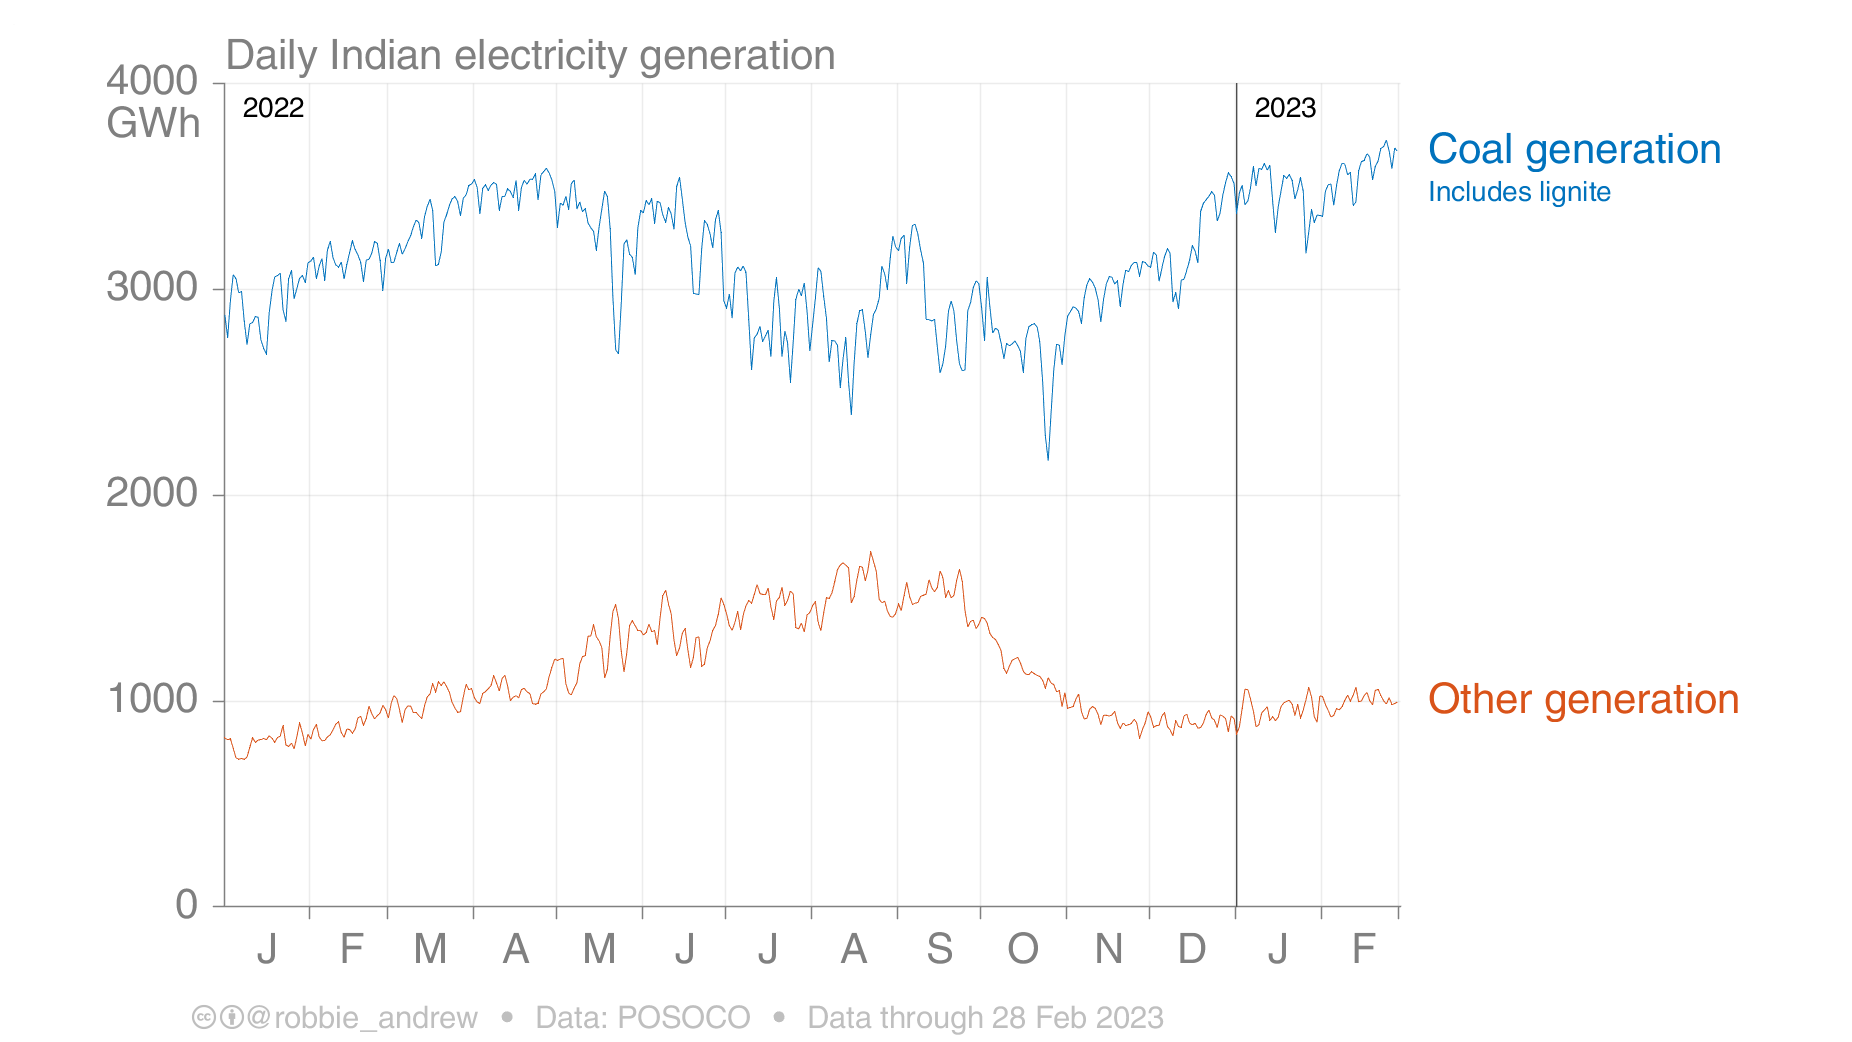 Daily Indian electricity generation
4000
GWh
2022
2023
Coal generation
Includes lignite
3000
2000
1000
Other generation
0
J F M A M J J A S O N D J F
cc @robbie_andrew • Data: POSOCO • Data through 28 Feb 2023